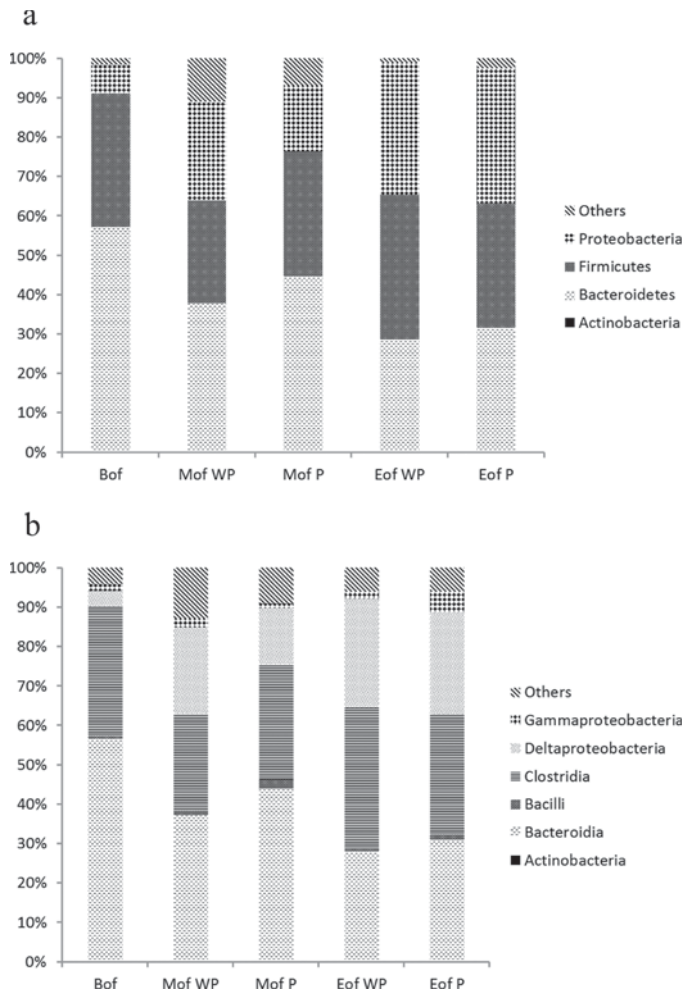 a
100%
90%
80%
70%
60%
50%
40%
30%
20%
10%
0%
Bof Mof WP Mof P Eof WP Eof P
Others
Proteobacteria
Firmicutes
Bacteroidetes
Actinobacteria
b
100%
90%
80%
70%
60%
50%
40%
30%
20%
10%
0%
Bof Mof WP Mof P Eof WP Eof P
Others
Gammaproteobacteria
Deltaproteobacteria
Clostridia
Bacilli
Bacteroidia
Actinobacteria